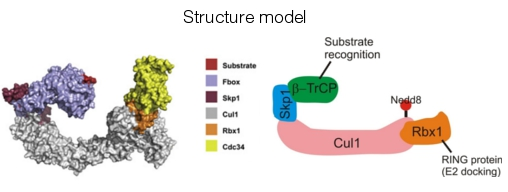 Structure model
Substrate
Fbox
Skp1
Cul1
Rbx1
Cdc34
Substrate
recognition
β-TrCP
Skp1
Nedd8
Cul1
Rbx1
RING protein
(E2 docking)